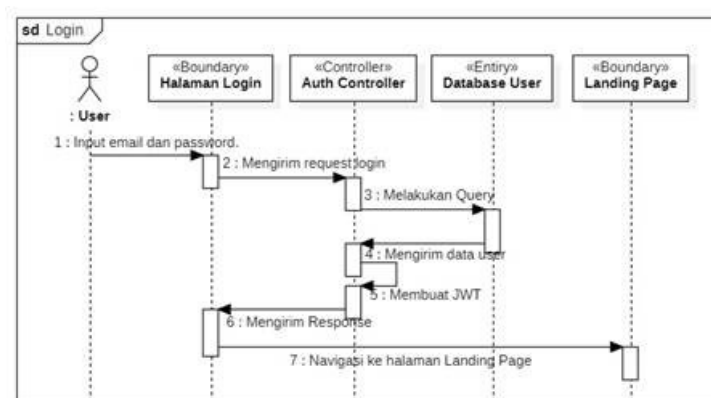 sd Login
«Boundary»
Halaman Login
«Controller»
Auth Controller
«Entiry»
Database User
«Boundary»
Landing Page
: User
1 : Input email dan password.
2 : Mengirim request login
3 : Melakukan Query
4 : Mengirim data user
5 : Membuat JWT
6 : Mengirim Response
7 : Navigasi ke halaman Landing Page